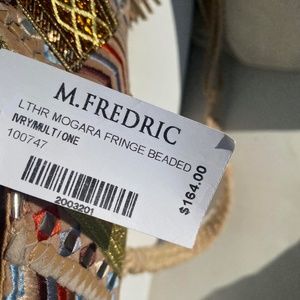 M.FREDRIC
LTHR MOGARA FRINGE BEADED
IVRY/MULTI/ONE
100747
2003201
$164.00